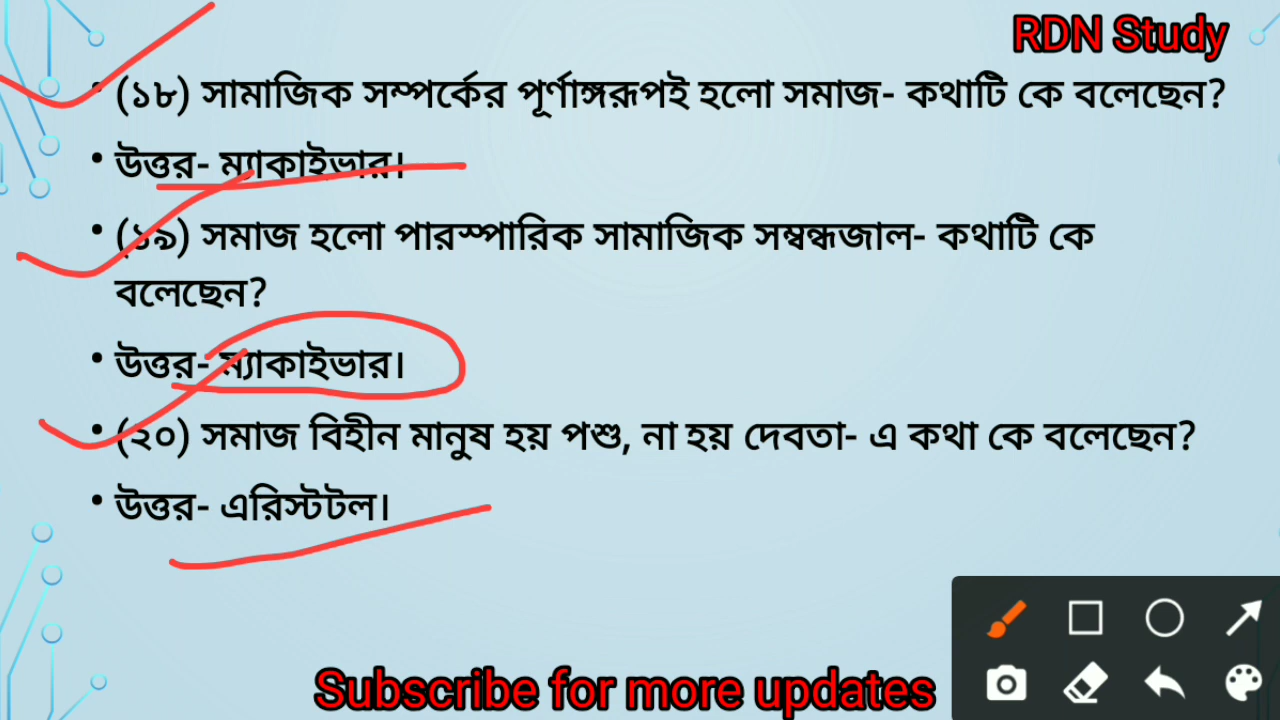 RDN Study
• (১৮) সামাজিক সম্পর্কের পূর্ণাঙ্গরূপই হলো সমাজ- কথাটি কে বলেছেন?
• উত্তর- ম্যাকাইভার।
• (১৯) সমাজ হলো পারস্পারিক সামাজিক সম্বন্ধজাল- কথাটি কে
বলেছেন?
• উত্তর- ম্যাকাইভার।
• (২০) সমাজ বিহীন মানুষ হয় পশু, না হয় দেবতা- এ কথা কে বলেছেন?
• উত্তর- এরিস্টটল।
Subscribe for more updates